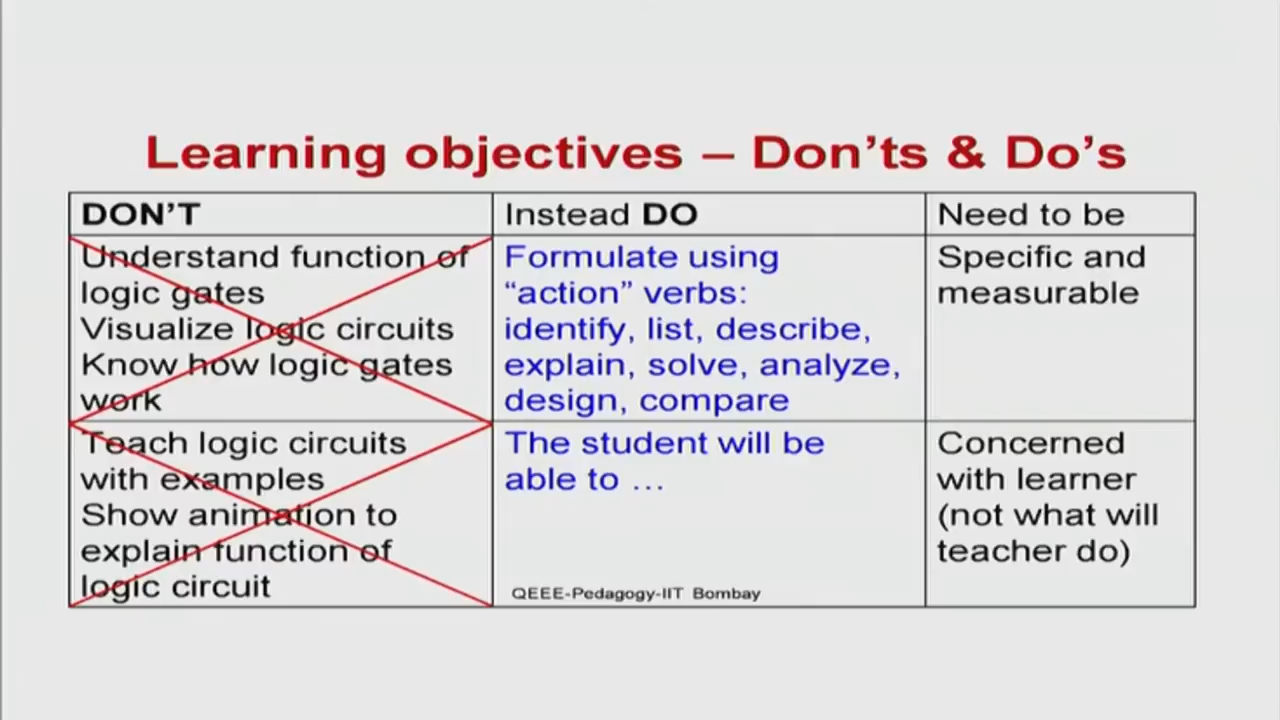 Learning objectives – Don'ts & Do's
DON'T
Instead DO
Need to be
Understand function of
logic gates
Visualize logic circuits
Know how logic gates
work
Formulate using
“action” verbs:
identify, list, describe,
explain, solve, analyze,
design, compare
Specific and
measurable
Teach logic circuits
with examples
Show animation to
explain function of
logic circuit
The student will be
able to …
Concerned
with learner
(not what will
teacher do)
QEEE-Pedagogy-IIT Bombay